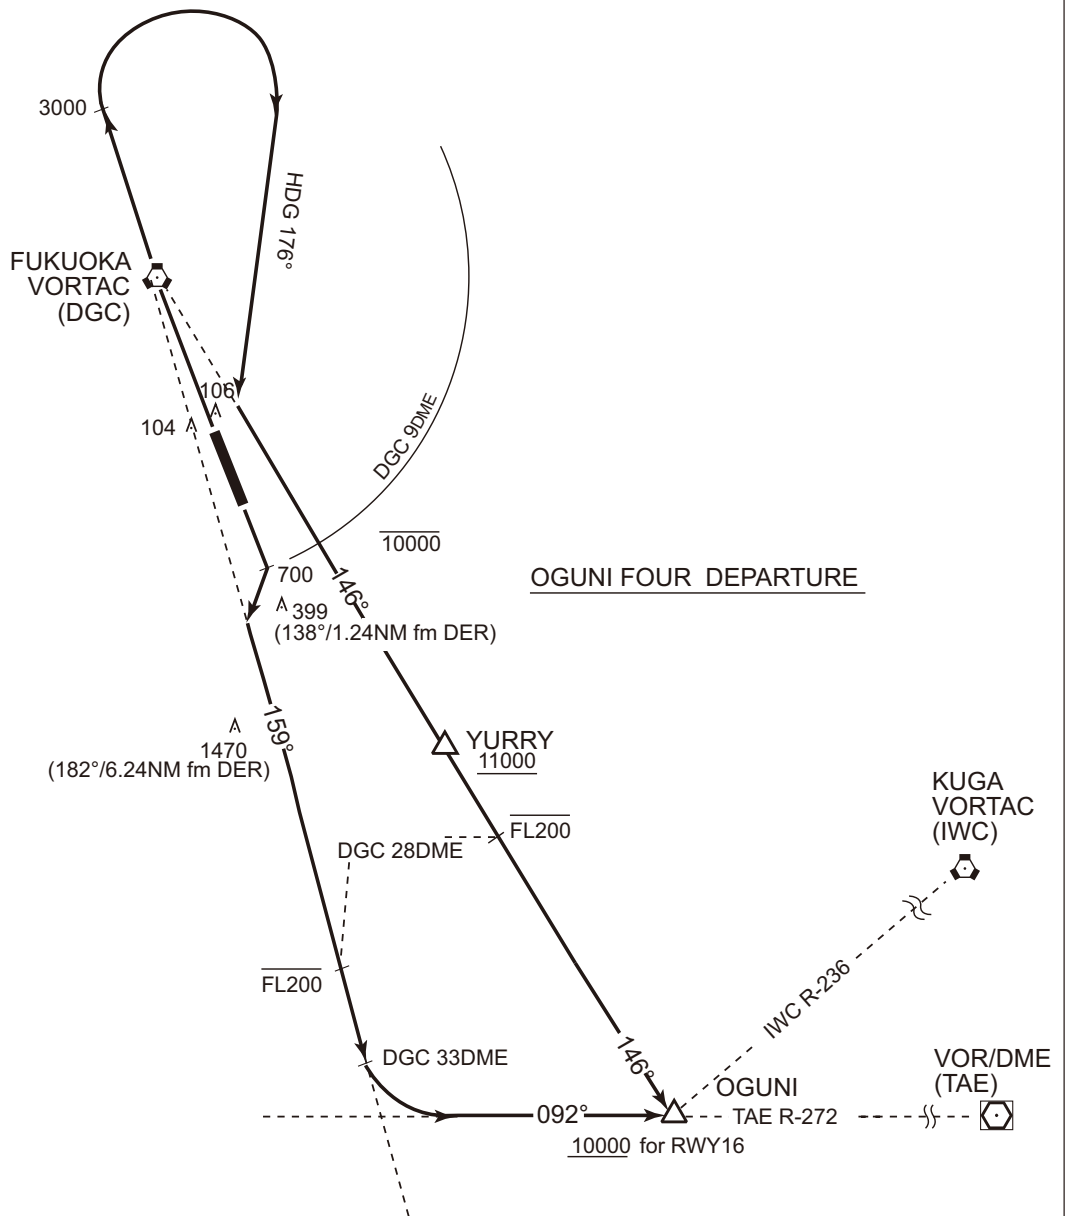 3000
HDG 176°
FUKUOKA
VORTAC
(DGC)
106
104
DGC 9DME
10000
700
146°
OGUNI FOUR DEPARTURE
399
(138°/1.24NM fm DER)
159°
1470
(182°/6.24NM fm DER)
YURRY
11000
FL200
DGC 28DME
KUGA
VORTAC
(IWC)
FL200
IWC R-236
DGC 33DME
146°
VOR/DME
(TAE)
OGUNI
092°
TAE R-272
10000 for RWY16